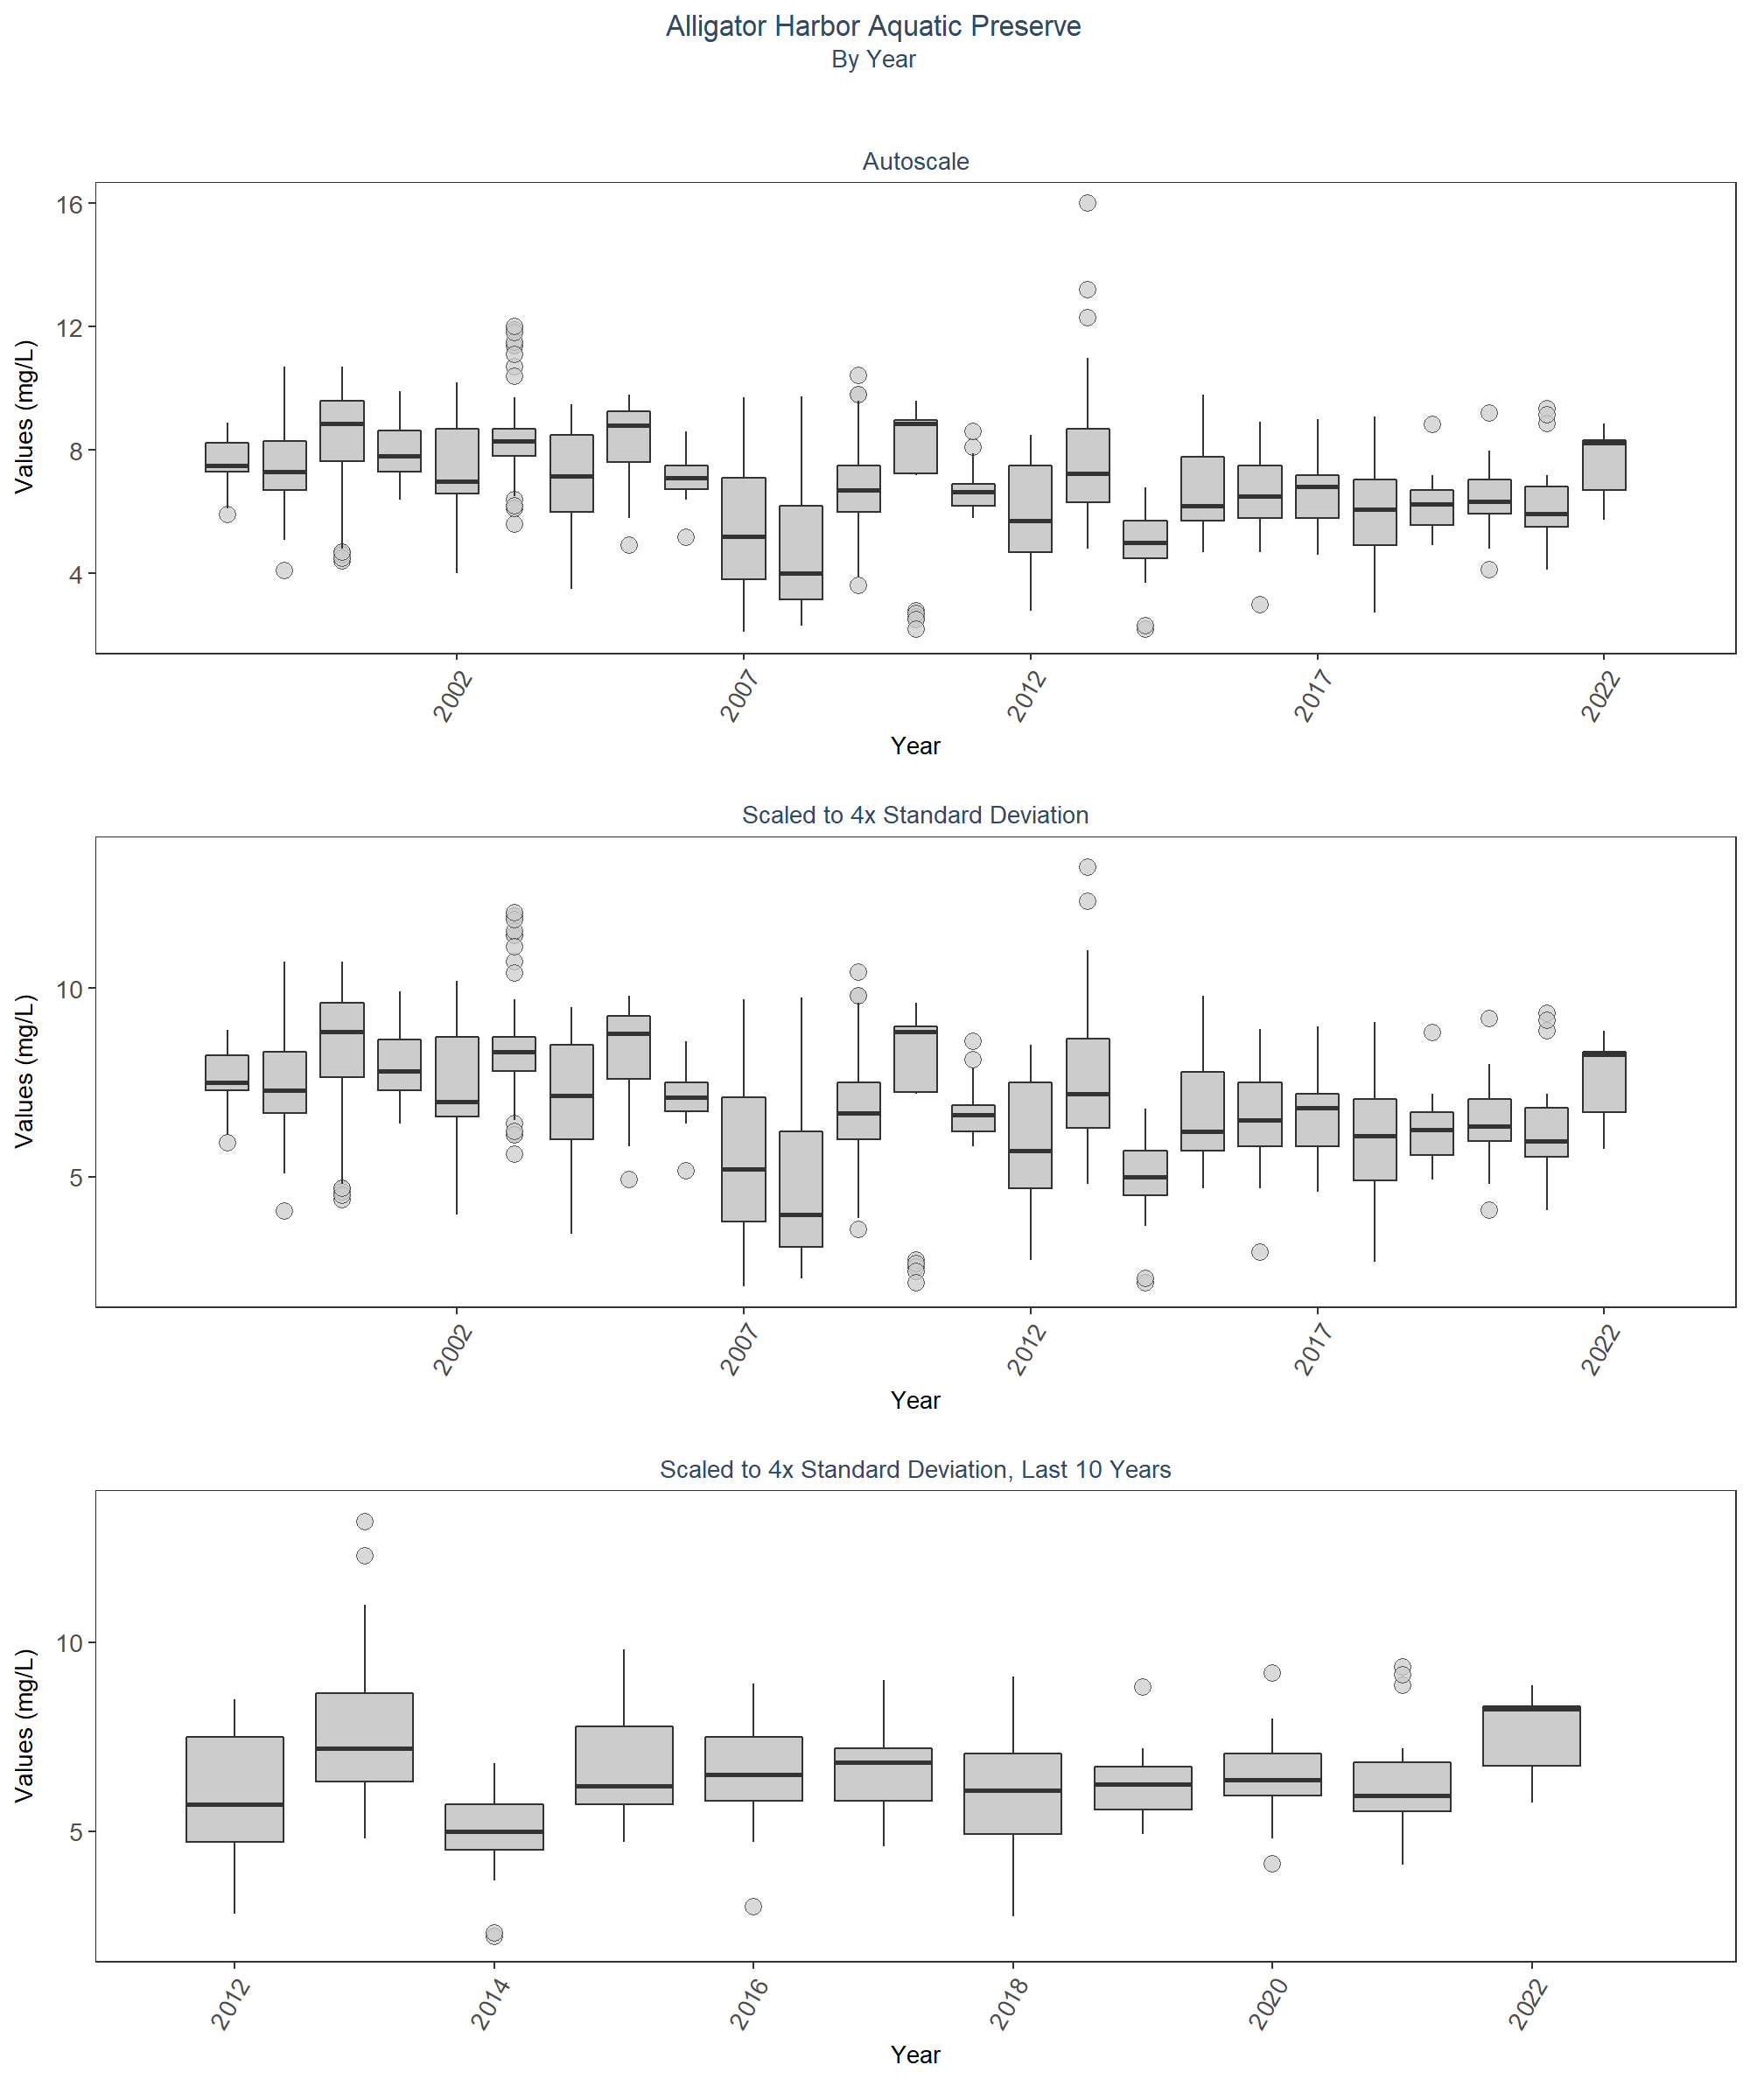 Alligator Harbor Aquatic Preserve
By Year
Autoscale
16
12
8
4
Values (mg/L)
2002
2007
2012
2017
2022
Year
Scaled to 4x Standard Deviation
10
5
Values (mg/L)
2002
2007
2012
2017
2022
Year
Scaled to 4x Standard Deviation, Last 10 Years
10
5
Values (mg/L)
2012
2014
2016
2018
2020
2022
Year